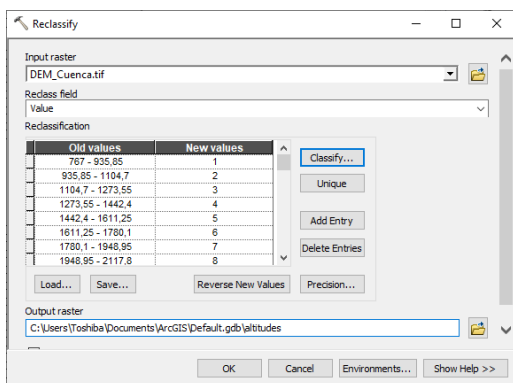 Reclassify
Input raster
DEM_Cuenca.tif
Reclass field
Value
Reclassification
Old values New values
767 - 935,85 1
935,85 - 1104,7 2
1104,7 - 1273,55 3
1273,55 - 1442,4 4
1442,4 - 1611,25 5
1611,25 - 1780,1 6
1780,1 - 1948,95 7
1948,95 - 2117,8 8
Classify...
Unique
Add Entry
Delete Entries
Load... Save... Reverse New Values Precision...
Output raster
C:\Users\Toshiba\Documents\ArcGIS\Default.gdb\altitudes
OK Cancel Environments... Show Help >>